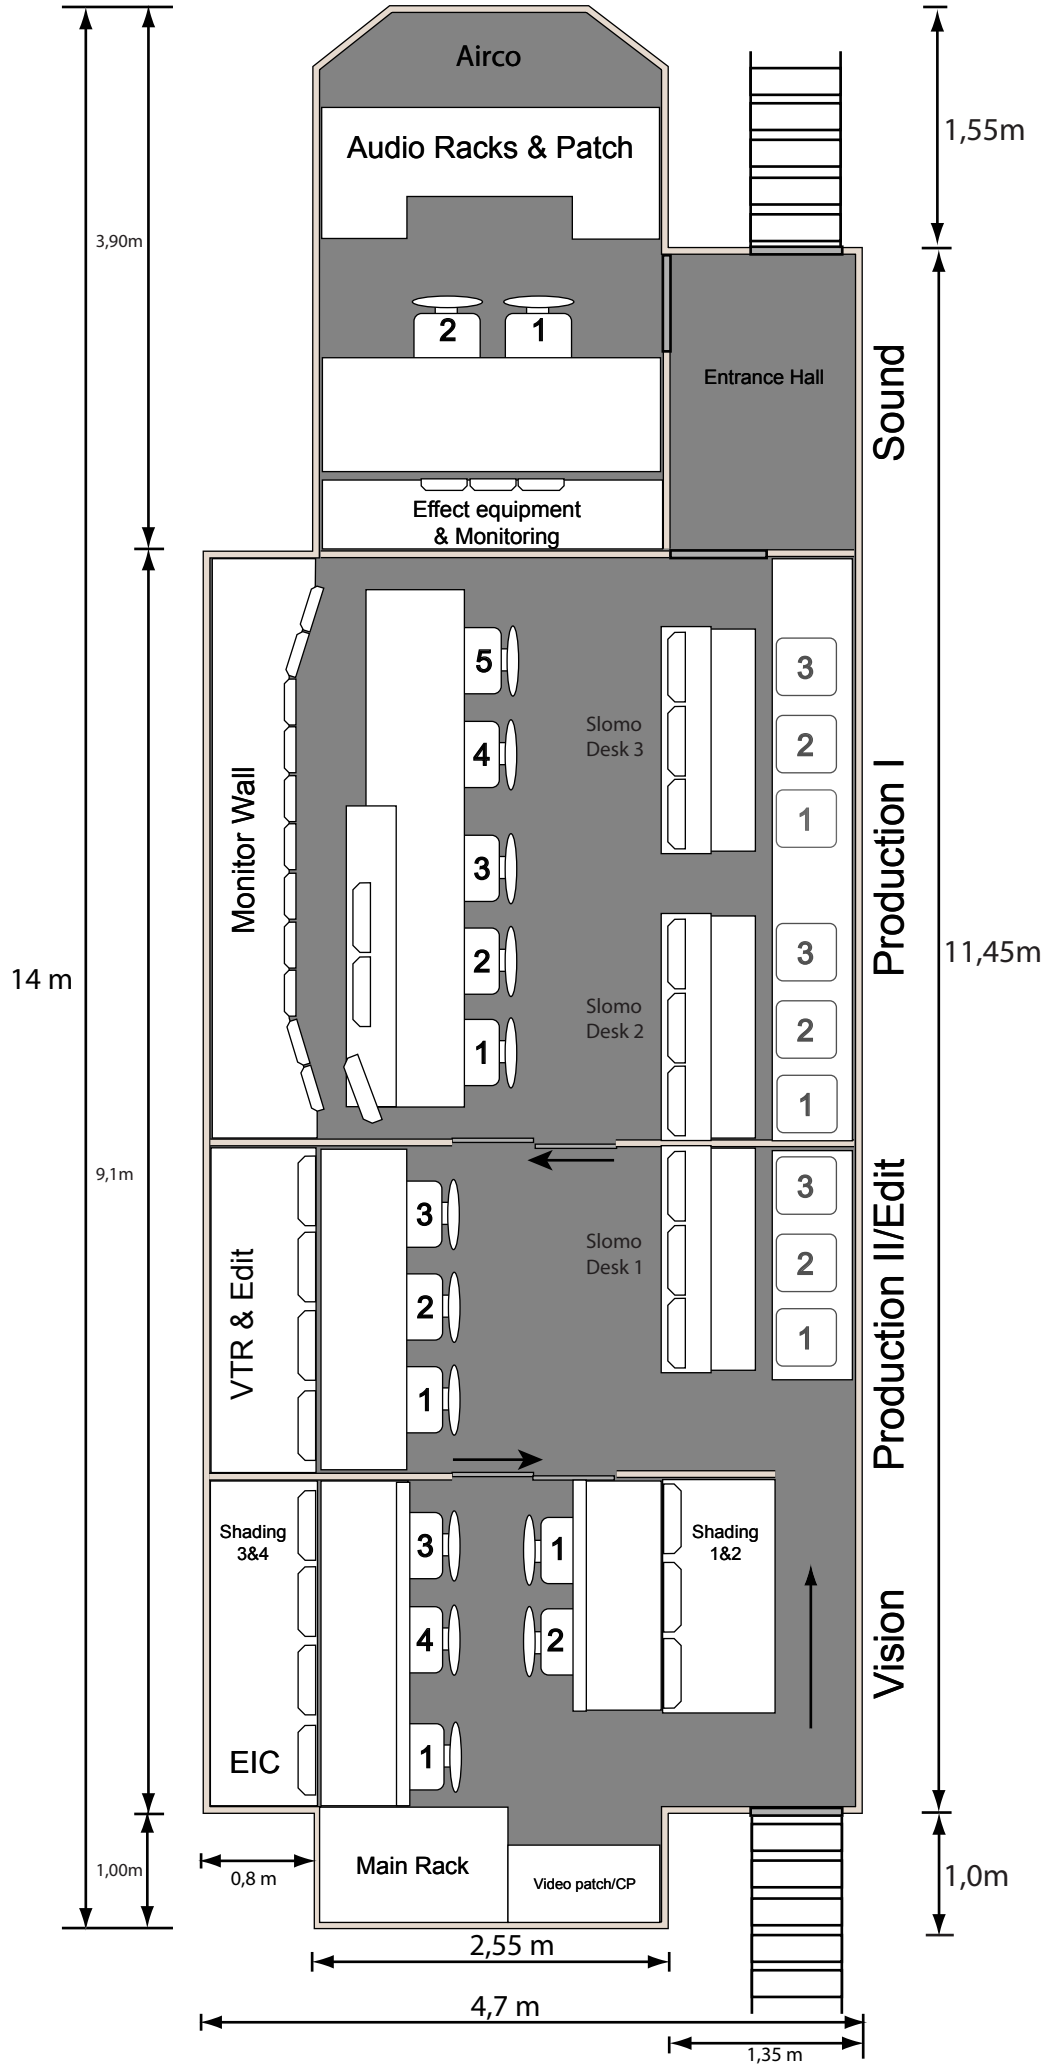 Airco
1,55m
Audio Racks & Patch
3,90m
2
1
Entrance Hall
Sound
Effect equipment
& Monitoring
5
3
Slomo
Desk 3
4
2
Monitor Wall
1
Production I
3
2
3
14 m
11,45m
Slomo
Desk 2
2
1
1
9,1m
3
3
VTR & Edit
Slomo
Desk 1
2
2
1
1
Production II/Edit
Shading
3&4
3
1
Shading
1&2
4
2
Vision
EIC
1
Main Rack
Video patch/CP
1,00m
0,8 m
1,0m
2,55 m
4,7 m
1,35 m